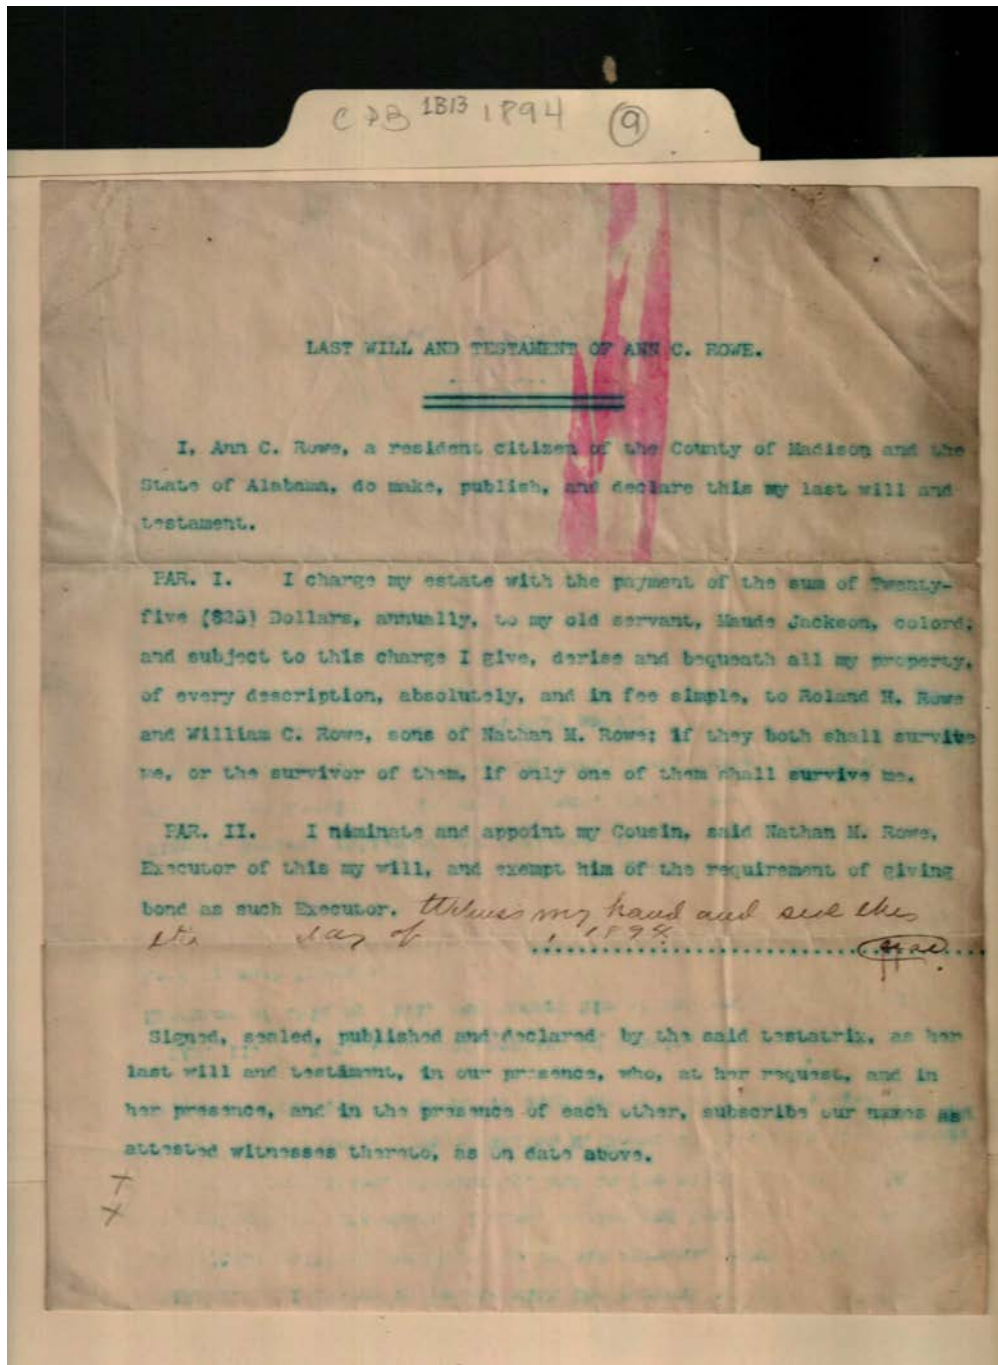 C DB 1B13 1894 9
LAST WILL AND TESTAMENT OF ANN C. ROWE.
I, Ann C. Rowe, a resident citizen of the County of Madison and the
State of Alabama, do make, publish, and declare this my last will and
testament.
PAR. I. I charge my estate with the payment of the sum of Twenty-
five ($25) Dollars, annually, to my old servant, Maude Jackson, colord,
and subject to this charge I give, derise and bequeath all my property,
of every description, absolutely, and in fee simple, to Roland H. Rowe
and William C. Rowe, sons of Nathan M. Rowe; if they both shall survive
me, or the survivor of them, if only one of them shall survive me.
PAR. II. I nominate and appoint my Cousin, said Nathan M. Rowe,
Executor of this my will, and exempt him of the requirement of giving
bond as such Executor. Witness my hand and seal this
the day of , 1894
seal
Signed, sealed, published and declared by the said testatrix, as her
last will and testament, in our presence, who, at her request, and in
her presence, and in the presence of each other, subscribe our names as
attested witnesses thereto, as on date above.